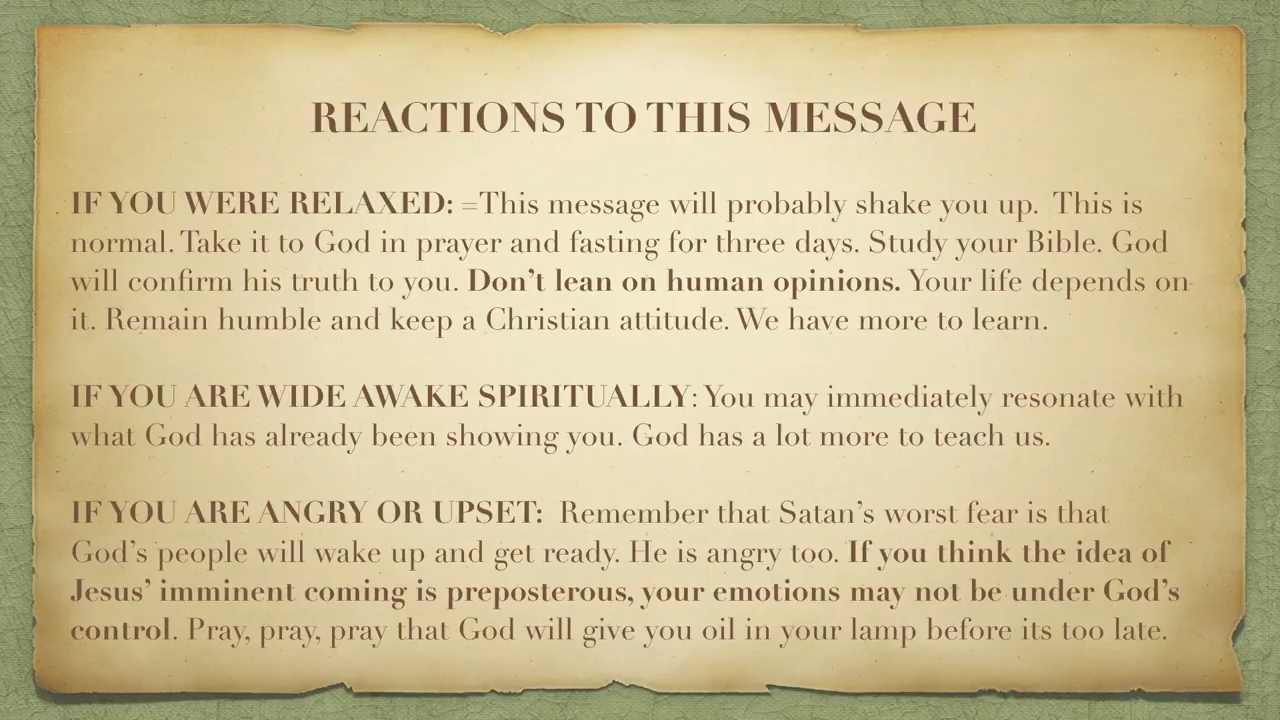 REACTIONS TO THIS MESSAGE
IF YOU WERE RELAXED: =This message will probably shake you up. This is
normal. Take it to God in prayer and fasting for three days. Study your Bible. God
will confirm his truth to you. Don’t lean on human opinions. Your life depends on
it. Remain humble and keep a Christian attitude. We have more to learn.
IF YOU ARE WIDE AWAKE SPIRITUALLY: You may immediately resonate with
what God has already been showing you. God has a lot more to teach us.
IF YOU ARE ANGRY OR UPSET: Remember that Satan’s worst fear is that
God’s people will wake up and get ready. He is angry too. If you think the idea of
Jesus’ imminent coming is preposterous, your emotions may not be under God’s
control. Pray, pray, pray that God will give you oil in your lamp before its too late.